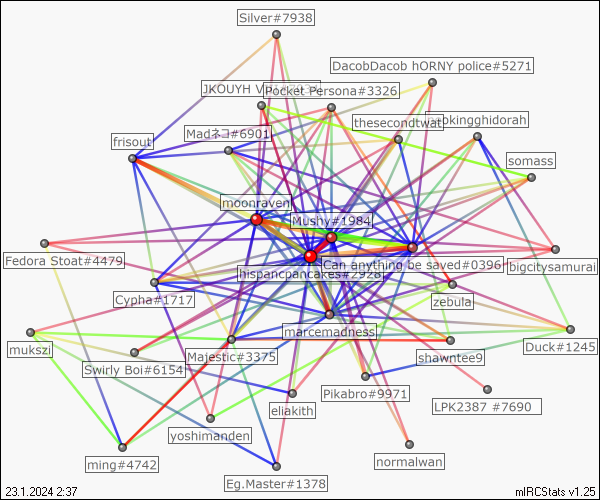 Silver#7938
DacobDacob hORNY police#5271
JKOUYH
Pocket Persona#3326
thesecondtwat
kingghidorah
Madネコ#6901
frisout
somass
moonraven
Mushy#1984
Fedora Stoat#4479
Can anything be saved#0396
bigcitysamurai
hispancpancakes#2926
Cypha#1717
zebula
marcemadness
mukszi
Majestic#3375
shawntee9
Duck#1245
Swirly Boi#6154
Pikabro#9971
eliakith
LPK2387 #7690
yoshimanden
ming#4742
normalwan
Eg.Master#1378
23.1.2024 2:37
mIRCStats v1.25